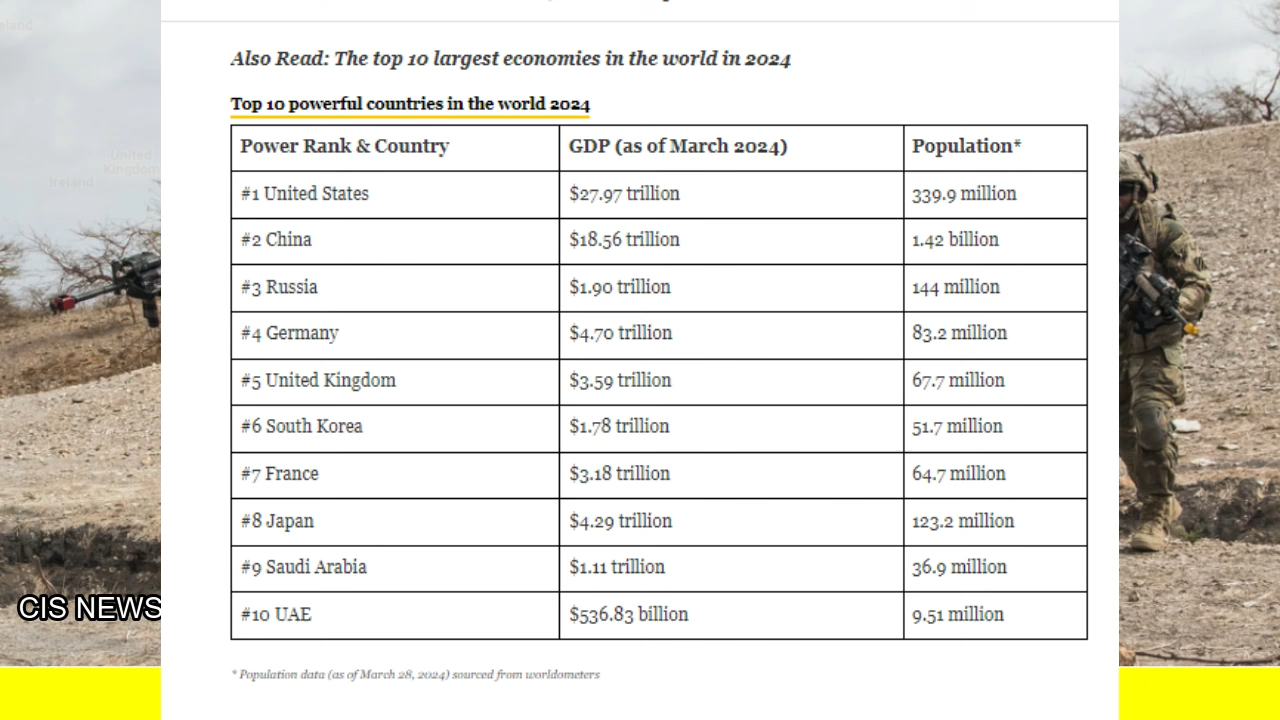 Also Read: The top 10 largest economies in the world in 2024
Top 10 powerful countries in the world 2024
Power Rank & Country GDP (as of March 2024) Population*
#1 United States $27.97 trillion 339.9 million
#2 China $18.56 trillion 1.42 billion
#3 Russia $1.90 trillion 144 million
#4 Germany $4.70 trillion 83.2 million
#5 United Kingdom $3.59 trillion 67.7 million
#6 South Korea $1.78 trillion 51.7 million
#7 France $3.18 trillion 64.7 million
#8 Japan $4.29 trillion 123.2 million
#9 Saudi Arabia $1.11 trillion 36.9 million
#10 UAE $536.83 billion 9.51 million
* Population data (as of March 28, 2024) sourced from worldometers
United
Kingdom
Ireland
CIS NEWS